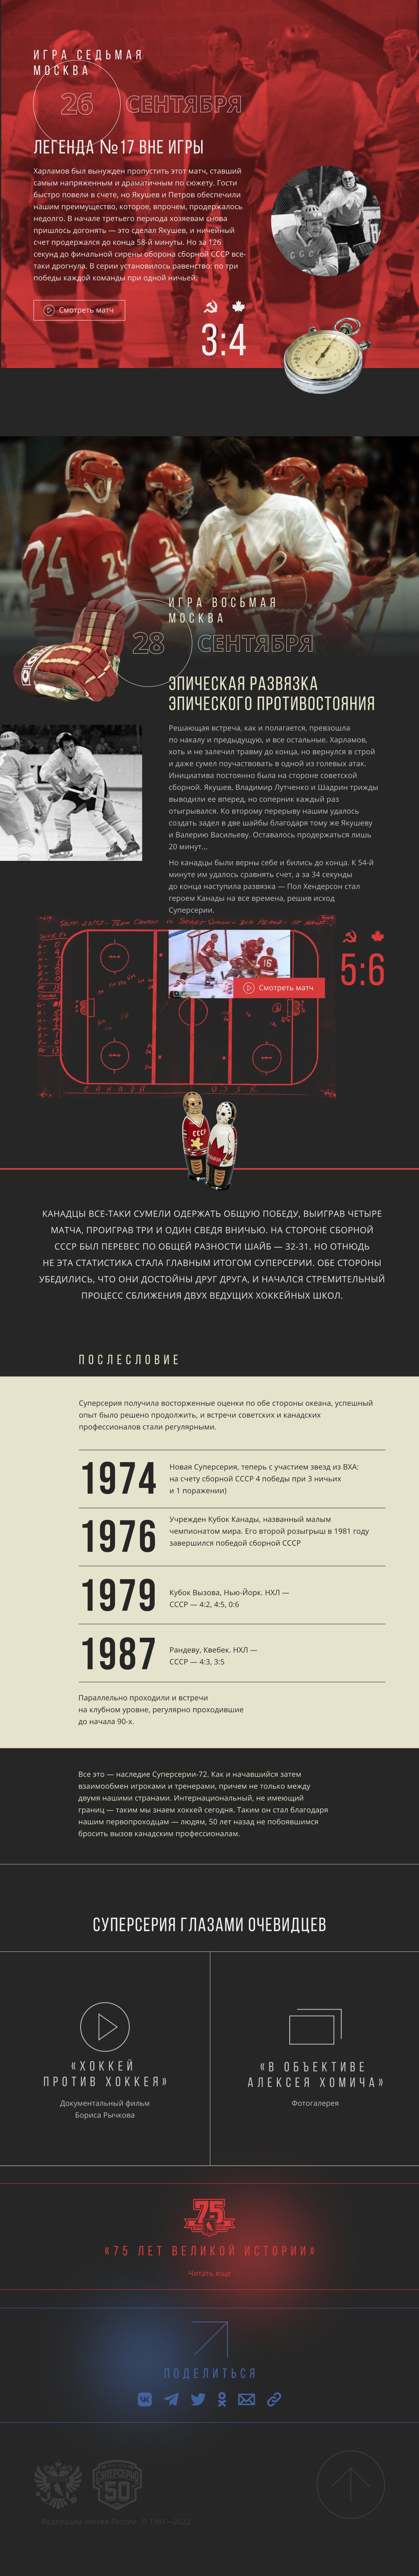 ИГРА СЕДЬМАЯ
МОСКВА
26 СЕНТЯБРЯ
ЛЕГЕНДА №17 ВНЕ ИГРЫ
Харламов был вынужден пропустить этот матч, ставший
самым напряженным и драматичным по сюжету. Гости
быстро повели в счете, но Якушев и Петров обеспечили
нашим преимущество, которое, впрочем, продержалось
недолго. В начале третьего периода хозяевам снова
пришлось догонять — это сделал Якушев, и ничейный
счет продержался до конца 58-й минуты. Но за 126
секунд до финальной сирены оборона сборной СССР все-
таки дрогнула. В серии установилось равенство: по три
победы каждой команды при одной ничьей.
Смотреть матч
3:4
СССР
24
24
ИГРА ВОСЬМАЯ
МОСКВА
28 СЕНТЯБРЯ
ЭПИЧЕСКАЯ РАЗВЯЗКА
ЭПИЧЕСКОГО ПРОТИВОСТОЯНИЯ
Решающая встреча, как и полагается, превзошла
по накалу и предыдущую, и все остальные. Харламов,
хоть и не залечил травму до конца, но вернулся в строй
и даже сумел поучаствовать в одной из голевых атак.
Инициатива постоянно была на стороне советской
сборной. Якушев, Владимир Лутченко и Шадрин трижды
выводили ее вперед, но соперник каждый раз
отыгрывался. Ко второму перерыву нашим удалось
создать задел в две шайбы благодаря тому же Якушеву
и Валерию Васильеву. Оставалось продержаться лишь
20 минут...
Но канадцы были верны себе и бились до конца. К 54-й
минуте им удалось сравнять счет, а за 34 секунды
до конца наступила развязка — Пол Хендерсон стал
героем Канады на все времена, решив исход
Суперсерии.
16
Смотреть матч
5:6
CANADA
U.S.S.R.
СССР
КАНАДЦЫ ВСЕ-ТАКИ СУМЕЛИ ОДЕРЖАТЬ ОБЩУЮ ПОБЕДУ, ВЫИГРАВ ЧЕТЫРЕ
МАТЧА, ПРОИГРАВ ТРИ И ОДИН СВЕДЯ ВНИЧЬЮ. НА СТОРОНЕ СБОРНОЙ
СССР БЫЛ ПЕРЕВЕС ПО ОБЩЕЙ РАЗНОСТИ ШАЙБ — 32-31. НО ОТНЮДЬ
НЕ ЭТА СТАТИСТИКА СТАЛА ГЛАВНЫМ ИТОГОМ СУПЕРСЕРИИ. ОБЕ СТОРОНЫ
УБЕДИЛИСЬ, ЧТО ОНИ ДОСТОЙНЫ ДРУГ ДРУГА, И НАЧАЛСЯ СТРЕМИТЕЛЬНЫЙ
ПРОЦЕСС СБЛИЖЕНИЯ ДВУХ ВЕДУЩИХ ХОККЕЙНЫХ ШКОЛ.
ПОСЛЕСЛОВИЕ
Суперсерия получила восторженные оценки по обе стороны океана, успешный
опыт было решено продолжить, и встречи советских и канадских
профессионалов стали регулярными.
1974
Новая Суперсерия, теперь с участием звезд из ВХА:
на счету сборной СССР 4 победы при 3 ничьих
и 1 поражении)
1976
Учрежден Кубок Канады, названный малым
чемпионатом мира. Его второй розыгрыш в 1981 году
завершился победой сборной СССР
1979
Кубок Вызова, Нью-Йорк. НХЛ —
СССР — 4:2, 4:5, 0:6
1987
Рандеву, Квебек. НХЛ —
СССР — 4:3, 3:5
Параллельно проходили и встречи
на клубном уровне, регулярно проходившие
до начала 90-х.
Все это — наследие Суперсерии-72. Как и начавшийся затем
взаимообмен игроками и тренерами, причем не только между
двумя нашими странами. Интернациональный, не имеющий
границ — таким мы знаем хоккей сегодня. Таким он стал благодаря
нашим первопроходцам — людям, 50 лет назад не побоявшимся
бросить вызов канадским профессионалам.
СУПЕРСЕРИЯ ГЛАЗАМИ ОЧЕВИДЦЕВ
«ХОККЕЙ
ПРОТИВ ХОККЕЯ»
Документальный фильм
Бориса Рычкова
«В ОБЪЕКТИВЕ
АЛЕКСЕЯ ХОМИЧА»
Фотогалерея
75
«75 ЛЕТ ВЕЛИКОЙ ИСТОРИИ»
Читать еще
ПОДЕЛИТЬСЯ
СУПЕРСЕРИЯ
50
Федерация хоккея России. © 1991—2022